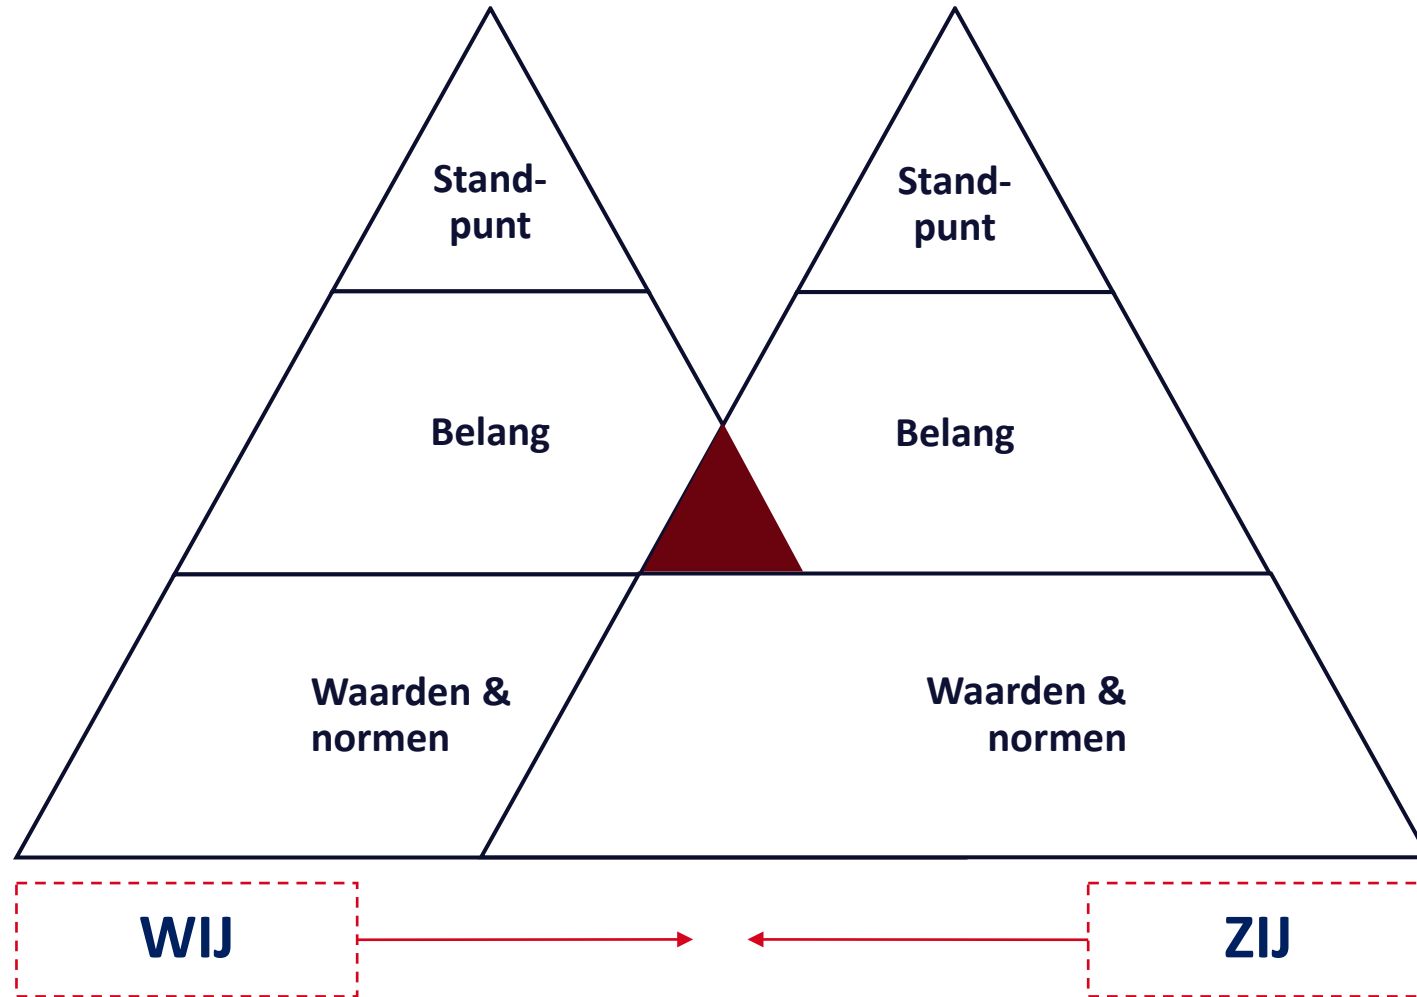 Stand-
punt
Stand-
punt
Belang
Belang
Waarden &
normen
Waarden &
normen
WIJ
ZIJ